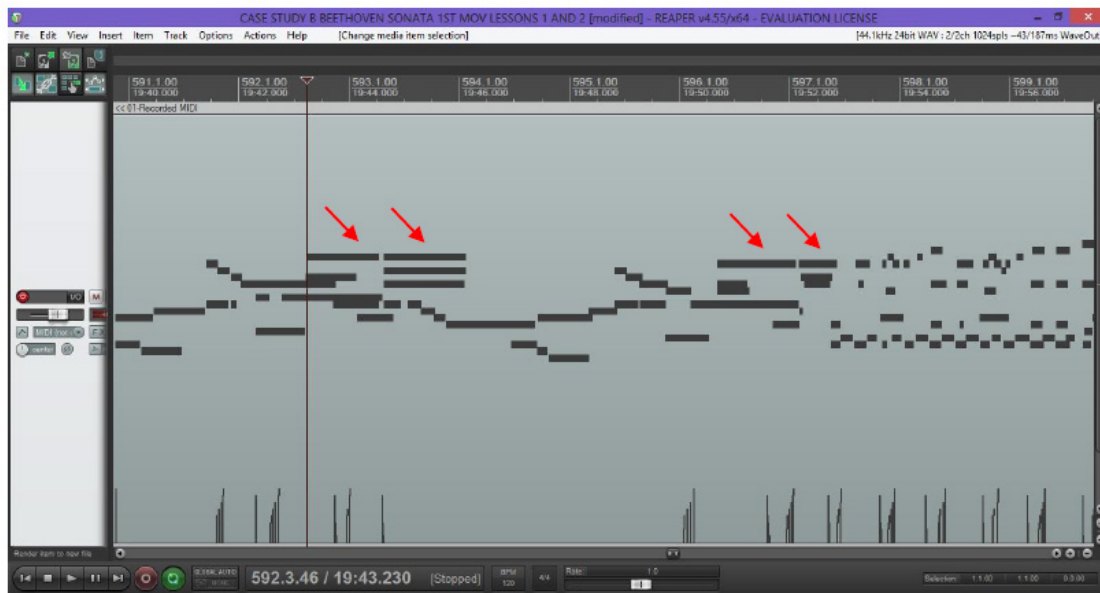 CASE STUDY B BEETHOVEN SONATA 1ST MOV LESSONS 1 AND 2 [modified] - REAPER v4.55/x64 - EVALUATION LICENSE
File Edit View Insert Item Track Options Actions Help [Change media item selection] [44.1kHz 24bit WAV : 2/2ch 1024spls ~43/187ms WaveOut
591.1.00 592.1.00 593.1.00 594.1.00 595.1.00 596.1.00 597.1.00 598.1.00 599.1.00
19:40.000 19:42.000 19:44.000 19:46.000 19:48.000 19:50.000 19:52.000 19:54.000 19:56.000
<< 01-Recorded MIDI
I/O M
center
Render item to new file
GLOBAL AUTO
592.3.46 / 19:43.230 [Stopped] BPM 120 4/4 Rate: 1.0 Selection: 1.1.00 1.1.00 0.0.00